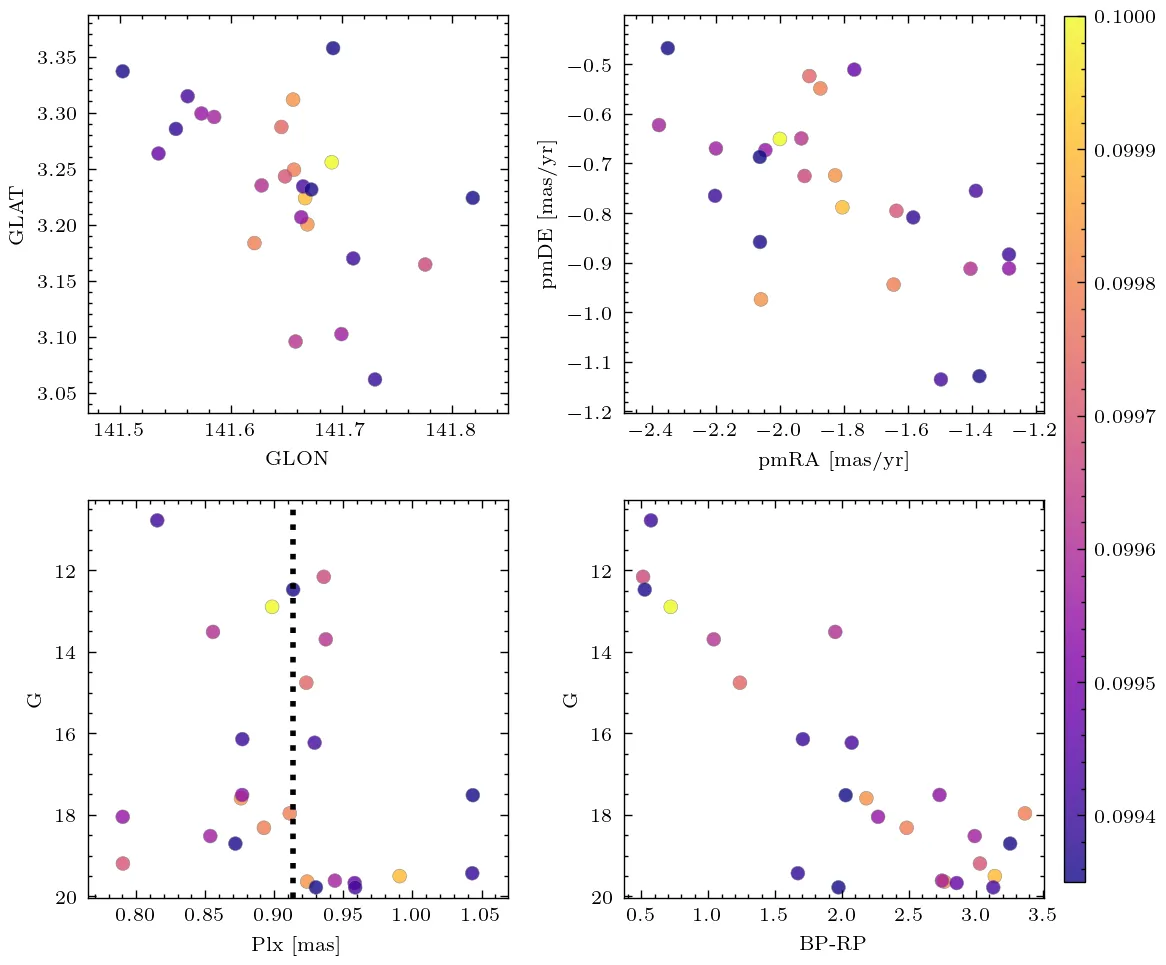 3.35
3.30
3.25
3.20
3.15
3.10
3.05
GLAT
141.5 141.6 141.7 141.8
GLON
−0.5
−0.6
−0.7
−0.8
−0.9
−1.0
−1.1
−1.2
pmDE [mas/yr]
−2.4 −2.2 −2.0 −1.8 −1.6 −1.4 −1.2
pmRA [mas/yr]
12
14
16
18
20
G
0.80 0.85 0.90 0.95 1.00 1.05
Plx [mas]
12
14
16
18
20
G
0.5 1.0 1.5 2.0 2.5 3.0 3.5
BP-RP
0.1000
0.0999
0.0998
0.0997
0.0996
0.0995
0.0994